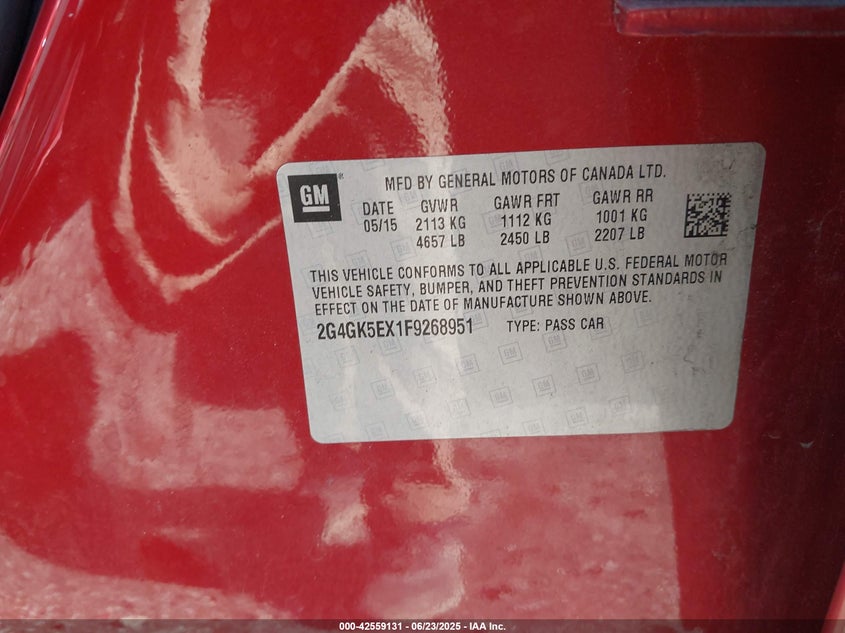 GM ® MFD BY GENERAL MOTORS OF CANADA LTD.
DATE GVWR GAWR FRT GAWR RR
05/15 2113 KG 1112 KG 1001 KG
4657 LB 2450 LB 2207 LB
THIS VEHICLE CONFORMS TO ALL APPLICABLE U.S. FEDERAL MOTOR
VEHICLE SAFETY, BUMPER, AND THEFT PREVENTION STANDARDS IN
EFFECT ON THE DATE OF MANUFACTURE SHOWN ABOVE.
2G4GK5EX1F9268951 TYPE: PASS CAR
000-42559131 - 06/23/2025 - IAA Inc.